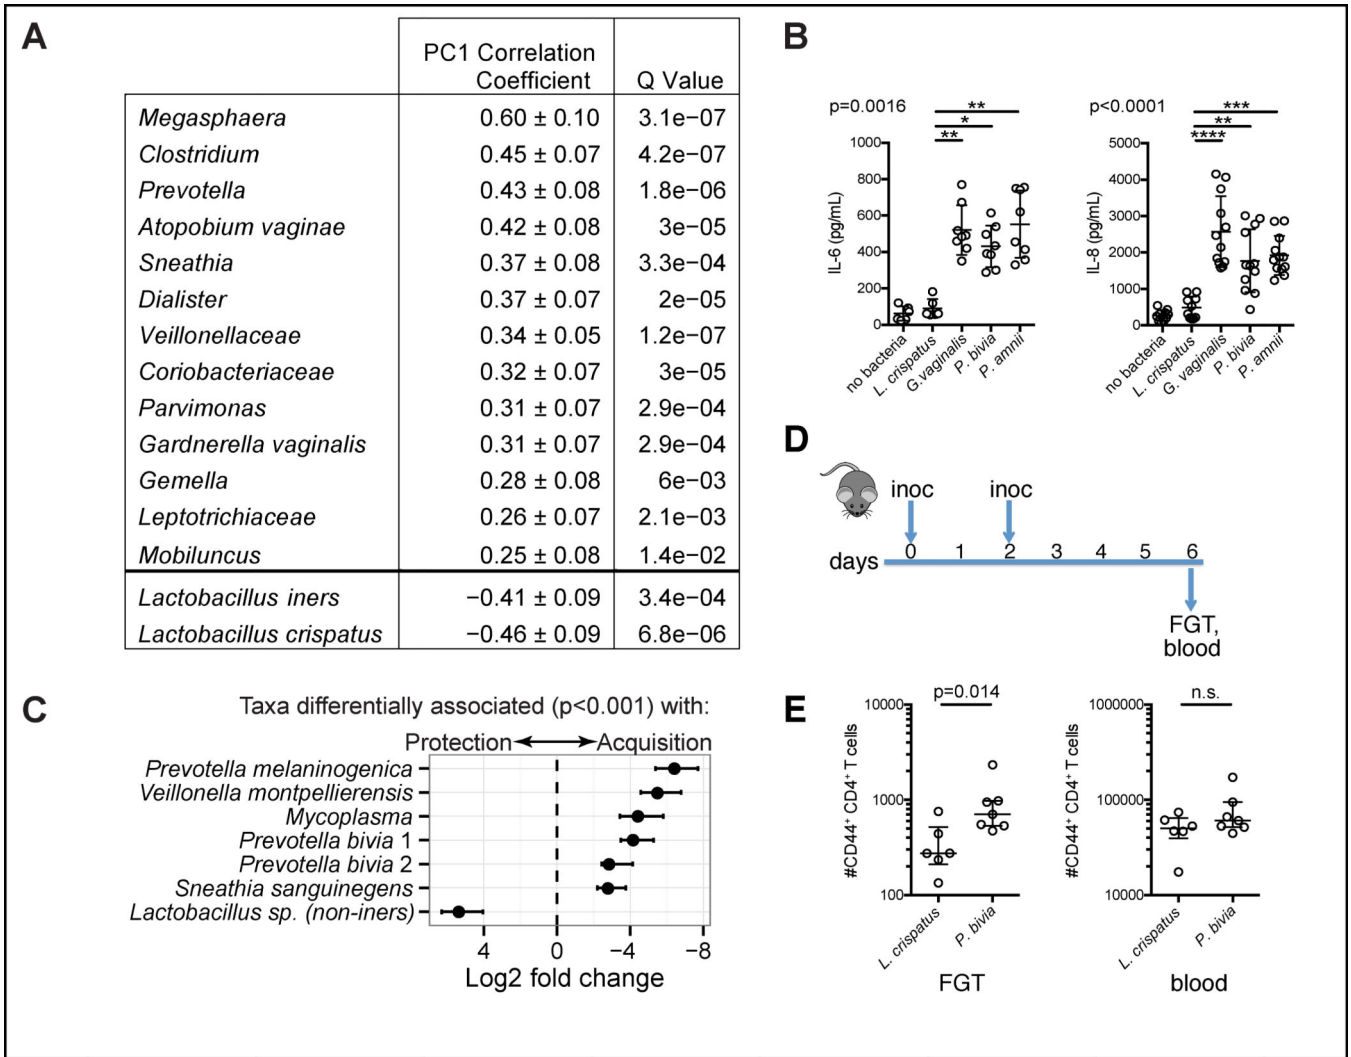 A
PC1 Correlation
Coefficient
Q Value
Megasphaera 0.60 ± 0.10 3.1e−07
Clostridium 0.45 ± 0.07 4.2e−07
Prevotella 0.43 ± 0.08 1.8e−06
Atopobium vaginae 0.42 ± 0.08 3e−05
Sneathia 0.37 ± 0.08 3.3e−04
Dialister 0.37 ± 0.07 2e−05
Veillonellaceae 0.34 ± 0.05 1.2e−07
Coriobacteriaceae 0.32 ± 0.07 3e−05
Parvimonas 0.31 ± 0.07 2.9e−04
Gardnerella vaginalis 0.31 ± 0.07 2.9e−04
Gemella 0.28 ± 0.08 6e−03
Leptotrichiaceae 0.26 ± 0.07 2.1e−03
Mobiluncus 0.25 ± 0.08 1.4e−02
Lactobacillus iners −0.41 ± 0.09 3.4e−04
Lactobacillus crispatus −0.46 ± 0.09 6.8e−06
B
p=0.0016
**
*
**
1000
800
600
400
200
0
IL-6 (pg/mL)
no bacteria
L. crispatus
G.vaginalis
P. bivia
P. amnii
p<0.0001
***
**
****
5000
4000
3000
2000
1000
0
IL-8 (pg/mL)
no bacteria
L. crispatus
G. vaginalis
P. bivia
P. amnii
C
Taxa differentially associated (p<0.001) with:
Protection Acquisition
Prevotella melaninogenica
Veillonella montpellierensis
Mycoplasma
Prevotella bivia 1
Prevotella bivia 2
Sneathia sanguinegens
Lactobacillus sp. (non-iners)
4 0 −4 −8
Log2 fold change
D
inoc inoc
days 0 1 2 3 4 5 6
FGT,
blood
E
p=0.014
10000
1000
100
#CD44+ CD4+ T cells
L. crispatus
P. bivia
FGT
n.s.
1000000
100000
10000
#CD44+ CD4+ T cells
L. crispatus
P. bivia
blood